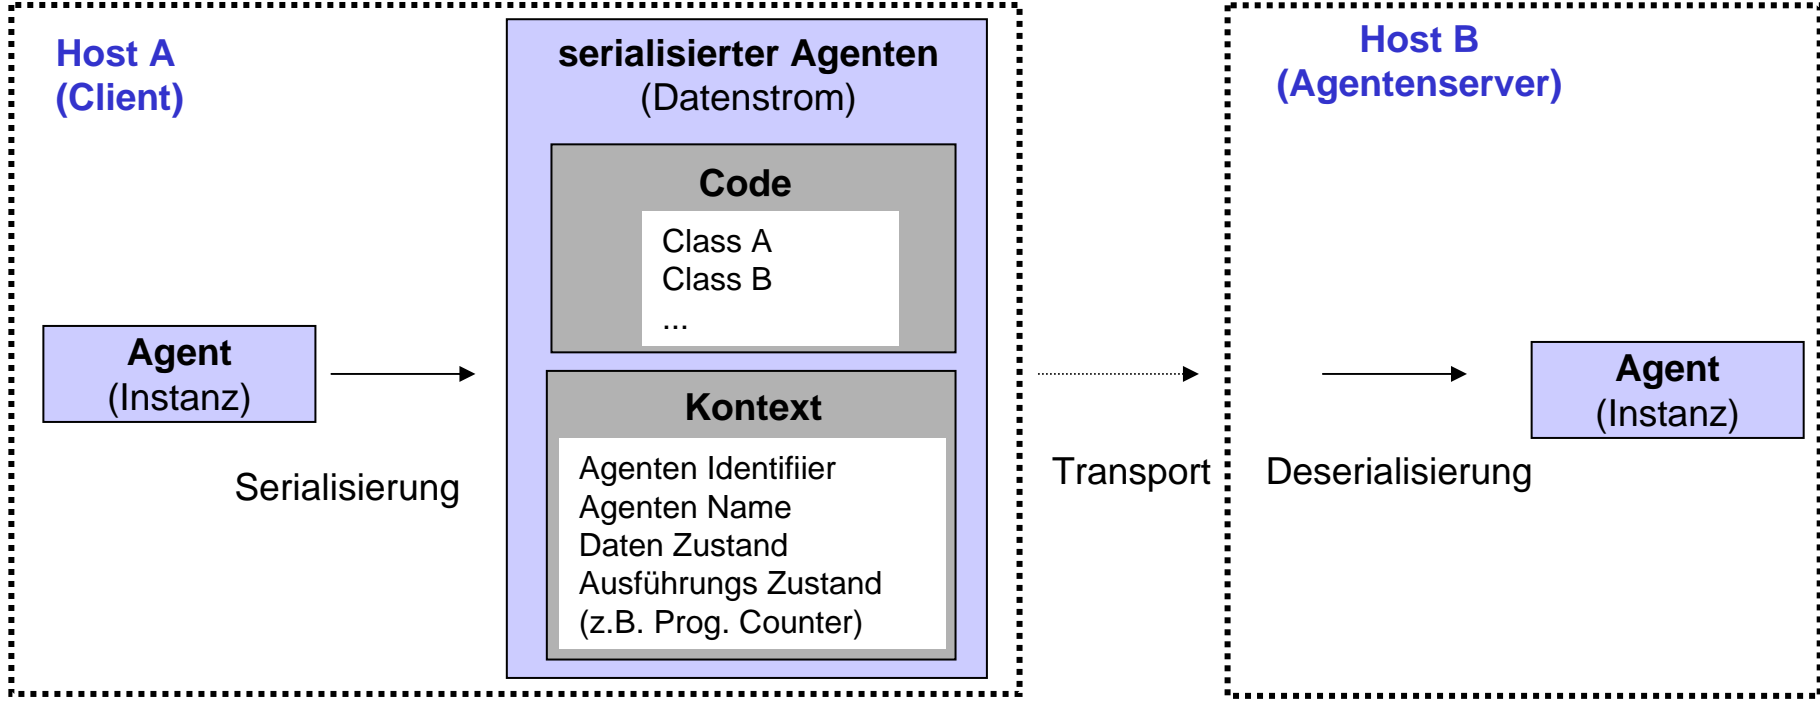 Host A
(Client)
serialisierter Agenten
(Datenstrom)
Code
Class A
Class B
...
Agent
(Instanz)
Serialisierung
Kontext
Agenten Identifiier
Agenten Name
Daten Zustand
Ausführungs Zustand
(z.B. Prog. Counter)
Transport
Host B
(Agentenserver)
Deserialisierung
Agent
(Instanz)